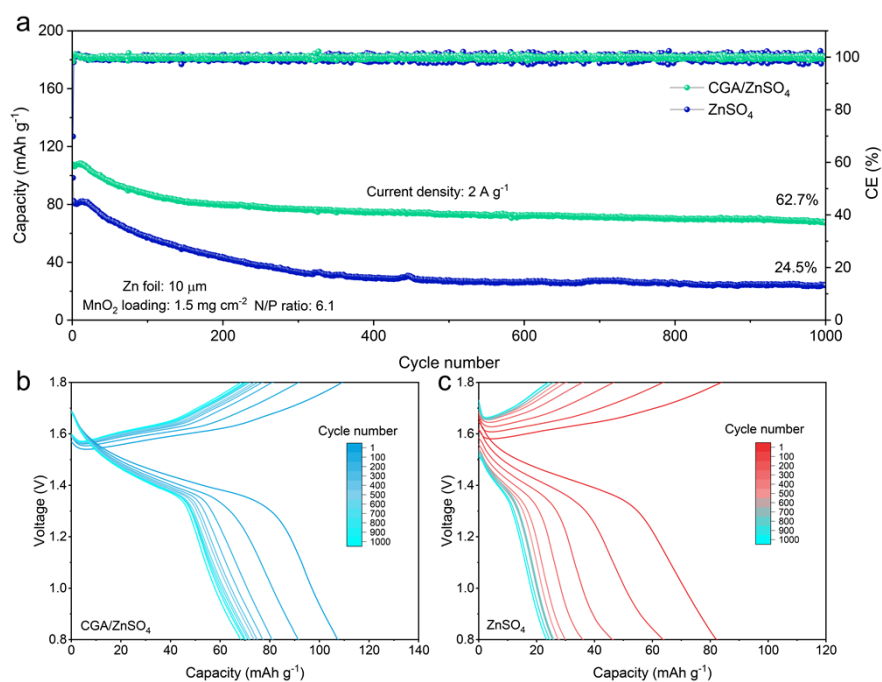 a
200
160
120
80
40
0
Capacity (mAh g⁻¹)
100
80
60
40
20
0
CE (%)
CGA/ZnSO₄
ZnSO₄
Current density: 2 A g⁻¹
62.7%
24.5%
Zn foil: 10 μm
MnO₂ loading: 1.5 mg cm⁻² N/P ratio: 6.1
0 200 400 600 800 1000
Cycle number
b
1.8
1.6
1.4
1.2
1.0
0.8
Voltage (V)
Cycle number
1
100
200
300
400
500
600
700
800
900
1000
CGA/ZnSO₄
0 20 40 60 80 100 120 140
Capacity (mAh g⁻¹)
c
1.8
1.6
1.4
1.2
1.0
0.8
Voltage (V)
Cycle number
1
100
200
300
400
500
600
700
800
900
1000
ZnSO₄
0 20 40 60 80 100 120
Capacity (mAh g⁻¹)